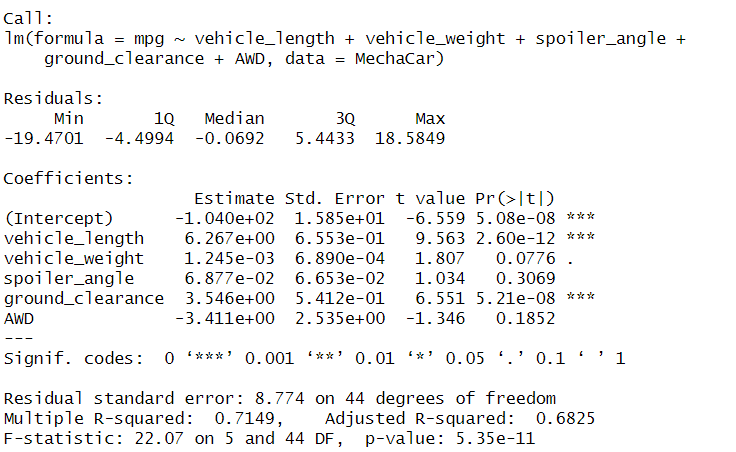 Call:
lm(formula = mpg ~ vehicle_length + vehicle_weight + spoiler_angle +
    ground_clearance + AWD, data = MechaCar)
Residuals:
     Min       1Q   Median       3Q      Max
-19.4701  -4.4994  -0.0692   5.4433  18.5849
Coefficients:
                   Estimate Std. Error t value Pr(>|t|)
(Intercept)      -1.040e+02  1.585e+01  -6.559 5.08e-08 ***
vehicle_length    6.267e+00  6.553e-01   9.563 2.60e-12 ***
vehicle_weight    1.245e-03  6.890e-04   1.807   0.0776 .
spoiler_angle     6.877e-02  6.653e-02   1.034   0.3069
ground_clearance  3.546e+00  5.412e-01   6.551 5.21e-08 ***
AWD              -3.411e+00  2.535e+00  -1.346   0.1852
---
Signif. codes:  0 ‘***’ 0.001 ‘**’ 0.01 ‘*’ 0.05 ‘.’ 0.1 ‘ ’ 1
Residual standard error: 8.774 on 44 degrees of freedom
Multiple R-squared:  0.7149,    Adjusted R-squared:  0.6825
F-statistic: 22.07 on 5 and 44 DF,  p-value: 5.35e-11